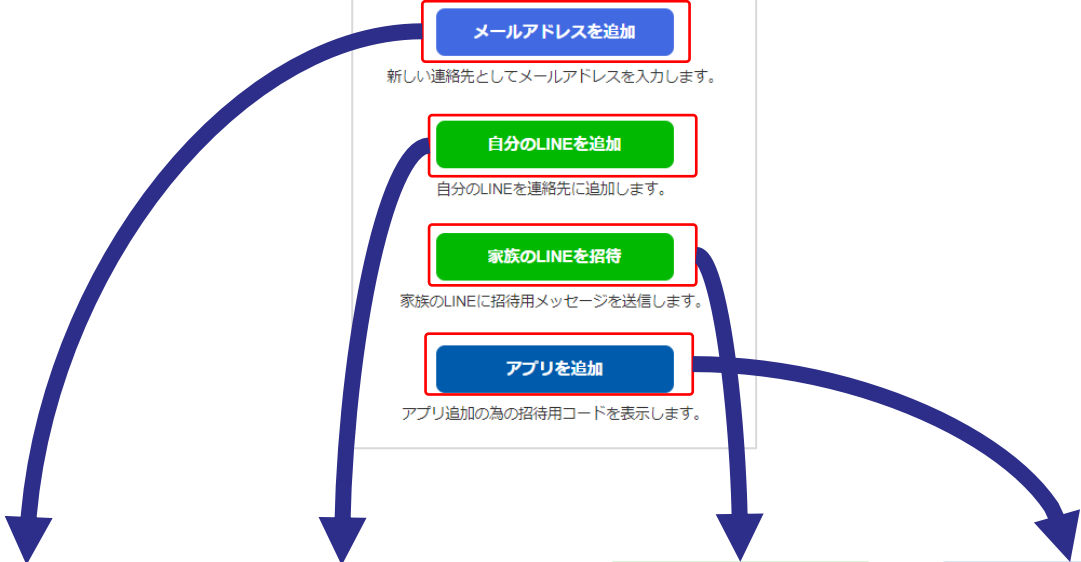 メールアドレスを追加
新しい連絡先としてメールアドレスを入力します。
自分のLINEを追加
自分のLINEを連絡先に追加します。
家族のLINEを招待
家族のLINEに招待用メッセージを送信します。
アプリを追加
アプリ追加の為の招待用コードを表示します。